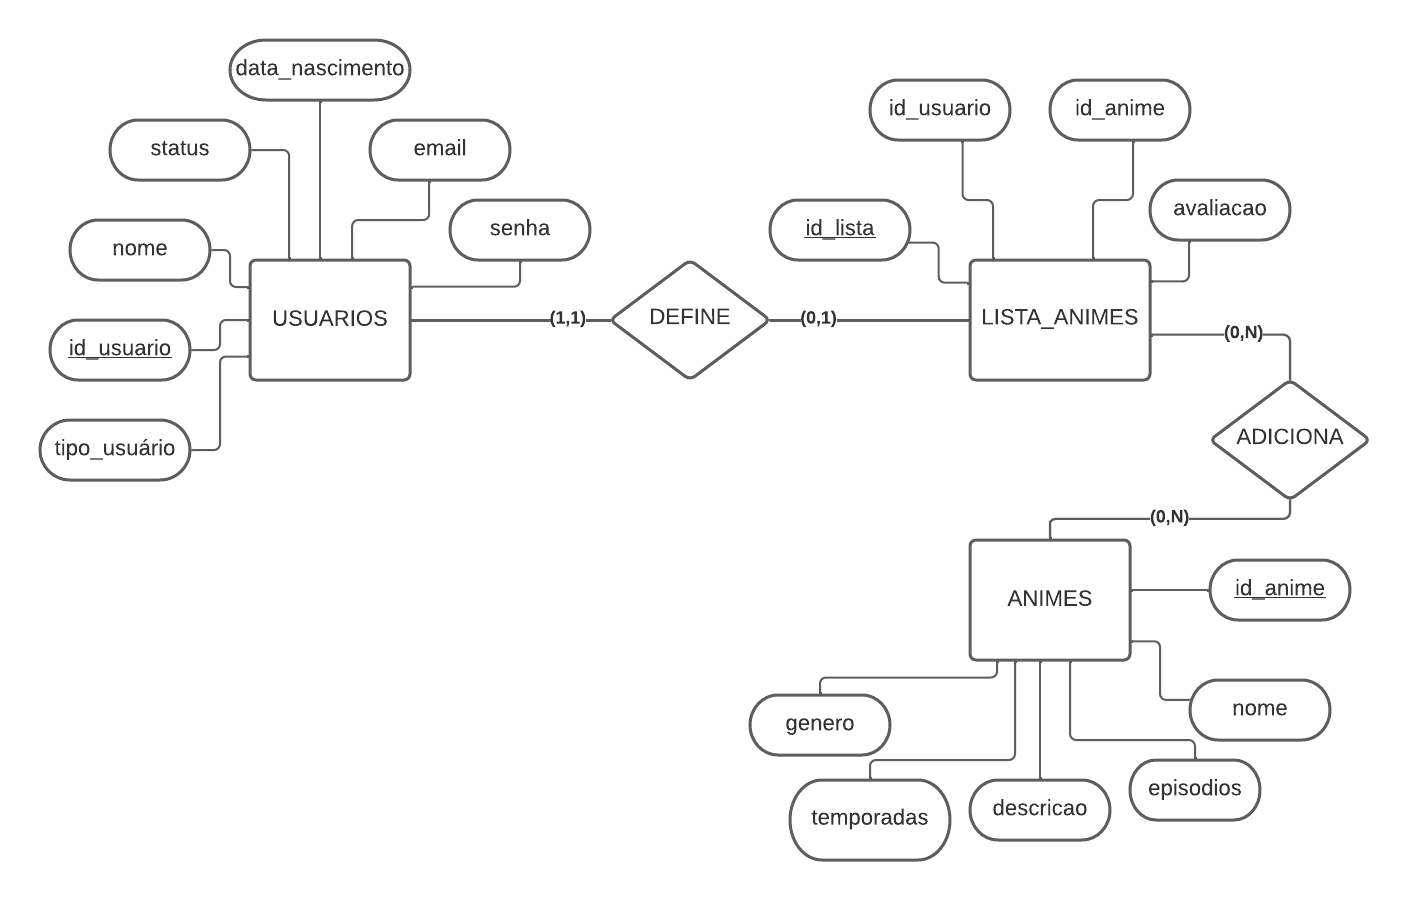 data_nascimento
status
email
nome
senha
id_usuario
tipo_usuário
USUARIOS
(1,1)
DEFINE
(0,1)
id_usuario
id_anime
id_lista
avaliacao
LISTA_ANIMES
(0,N)
ADICIONA
(0,N)
ANIMES
id_anime
nome
genero
temporadas
descricao
episodios